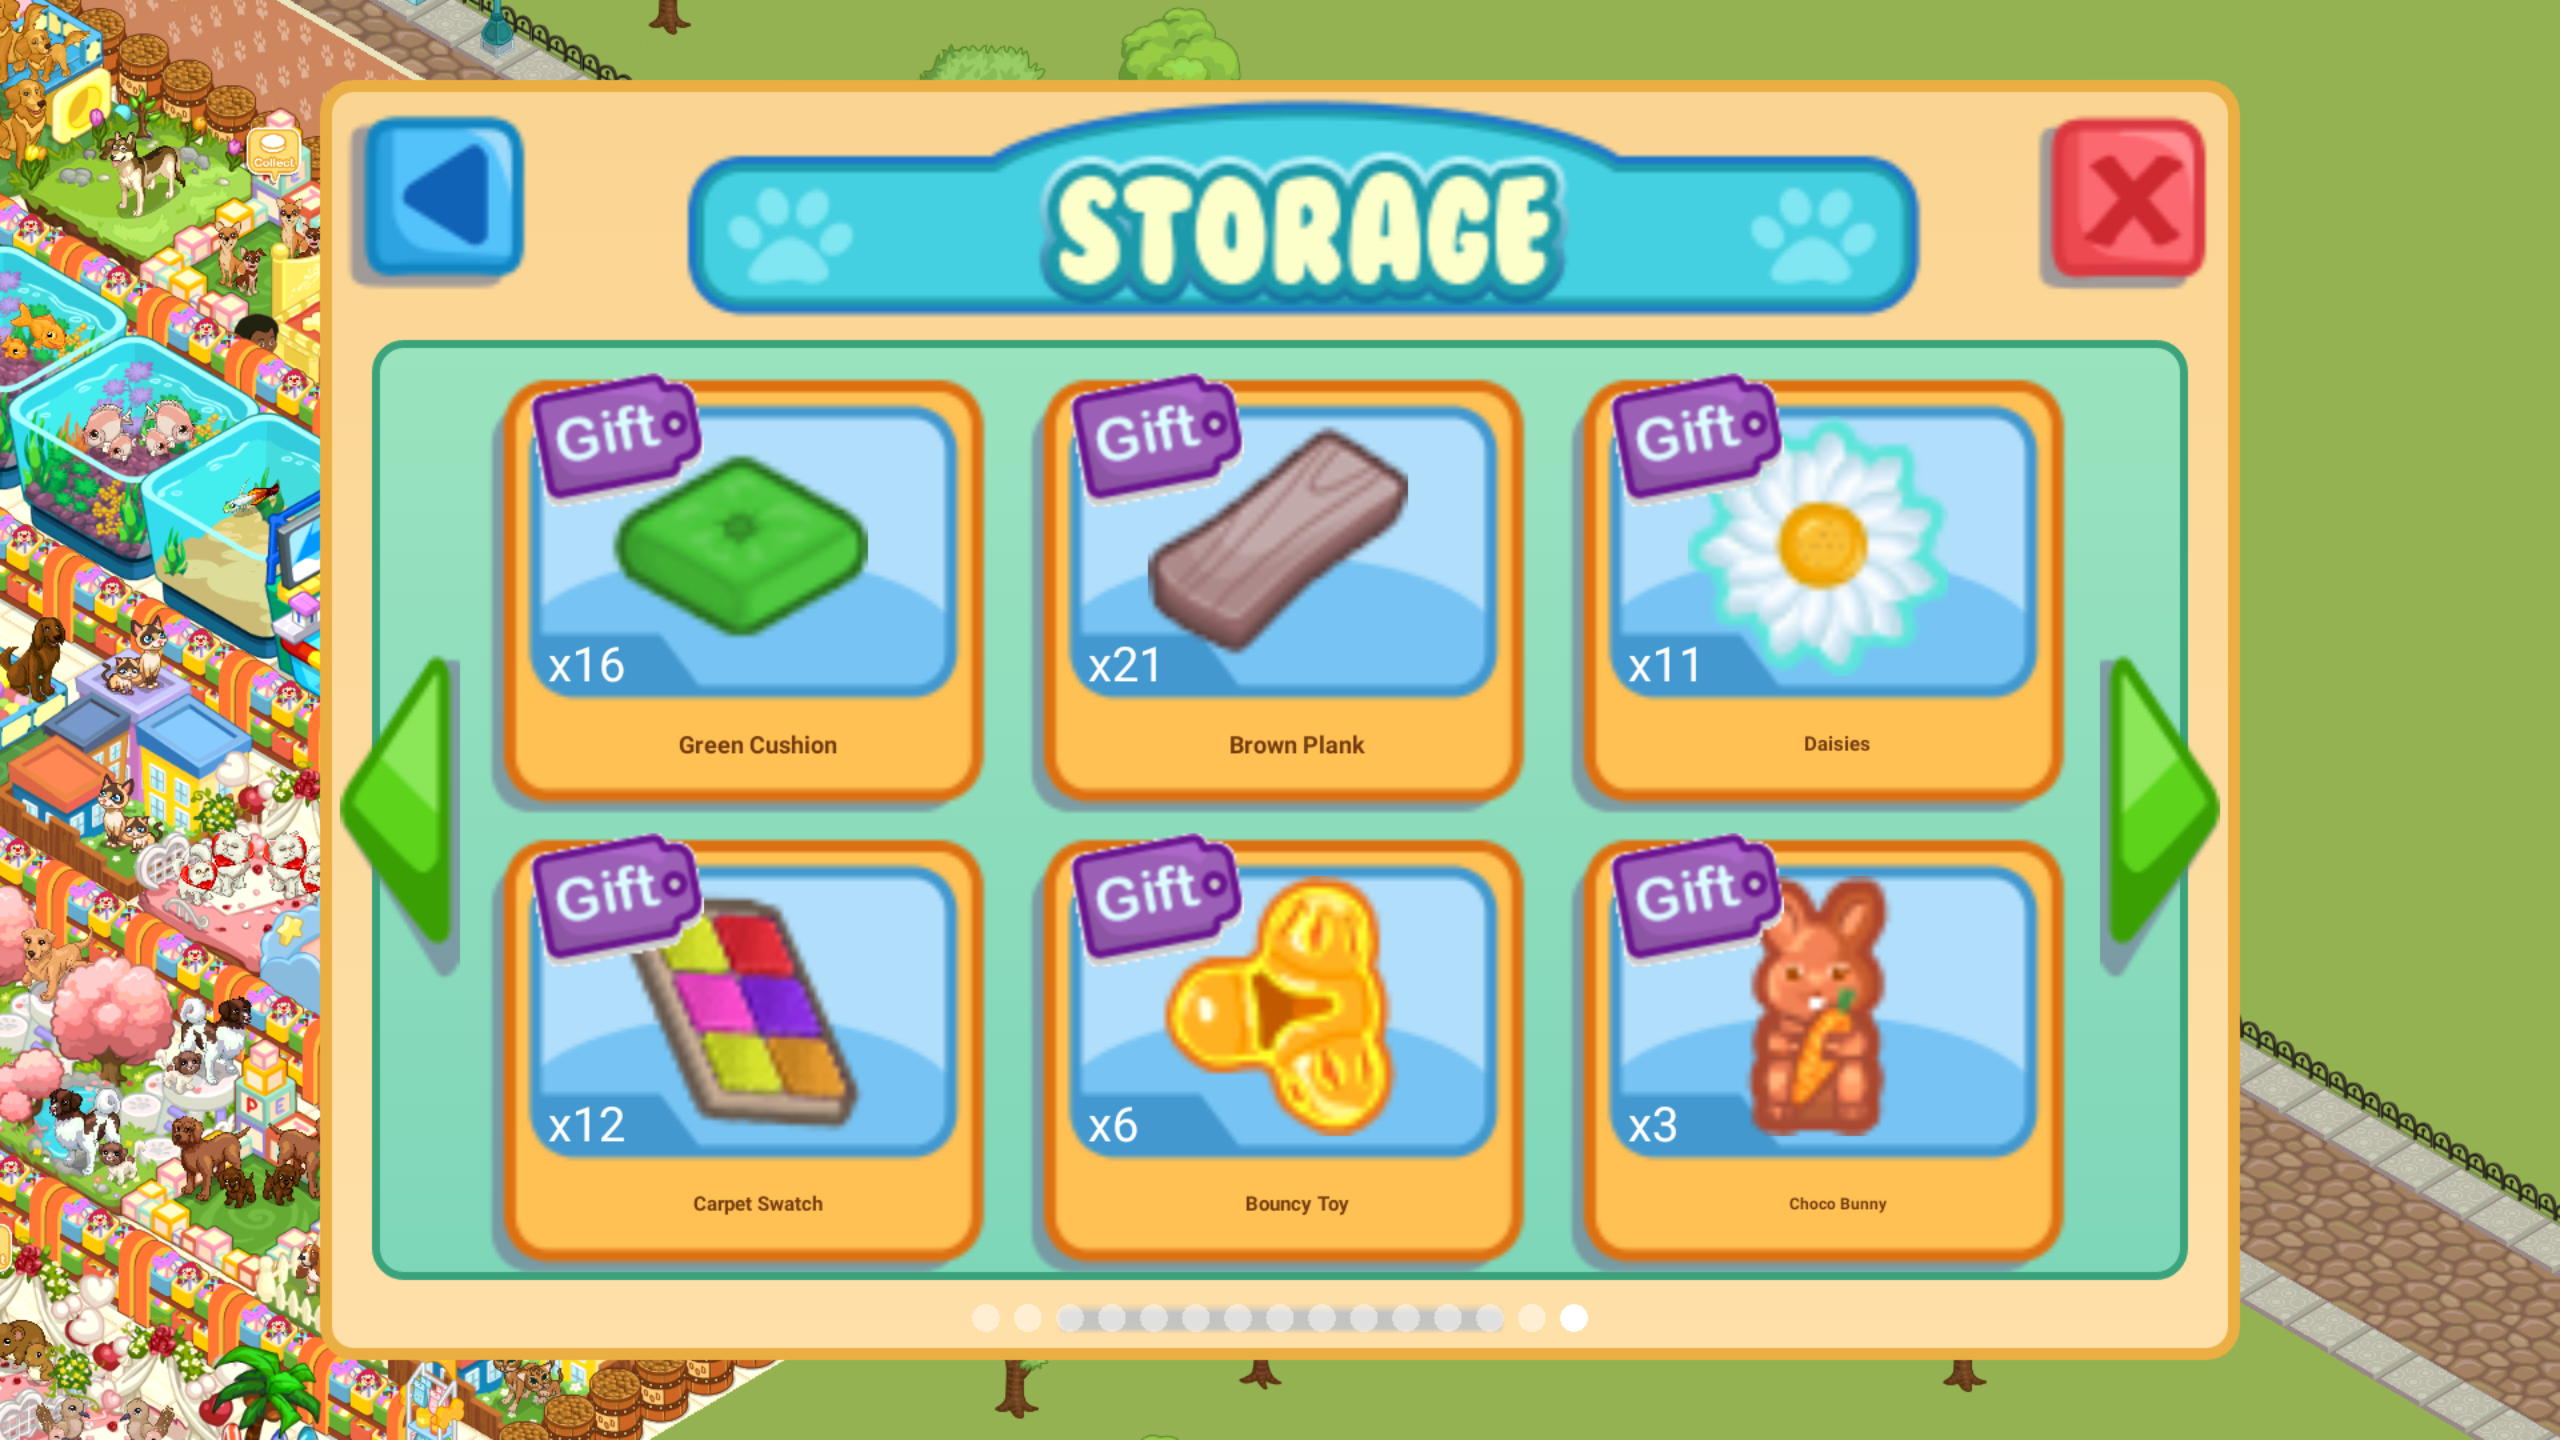 Collect
STORAGE
Gift
x16
Green Cushion
Gift
x21
Brown Plank
Gift
x11
Daisies
Gift
x12
Carpet Swatch
Gift
x6
Bouncy Toy
Gift
x3
Choco Bunny
P E